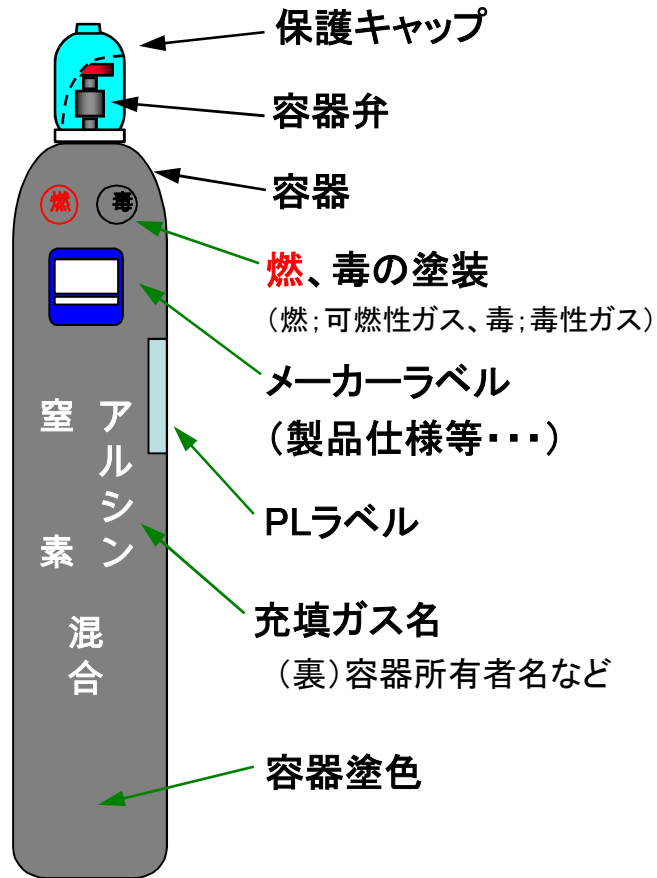 保護キャップ
容器弁
容器
燃 毒
燃、毒の塗装
（燃；可燃性ガス、毒；毒性ガス）
メーカーラベル
（製品仕様等・・・）
PLラベル
アルシン
窒素
混合
充填ガス名
（裏）容器所有者名など
容器塗色